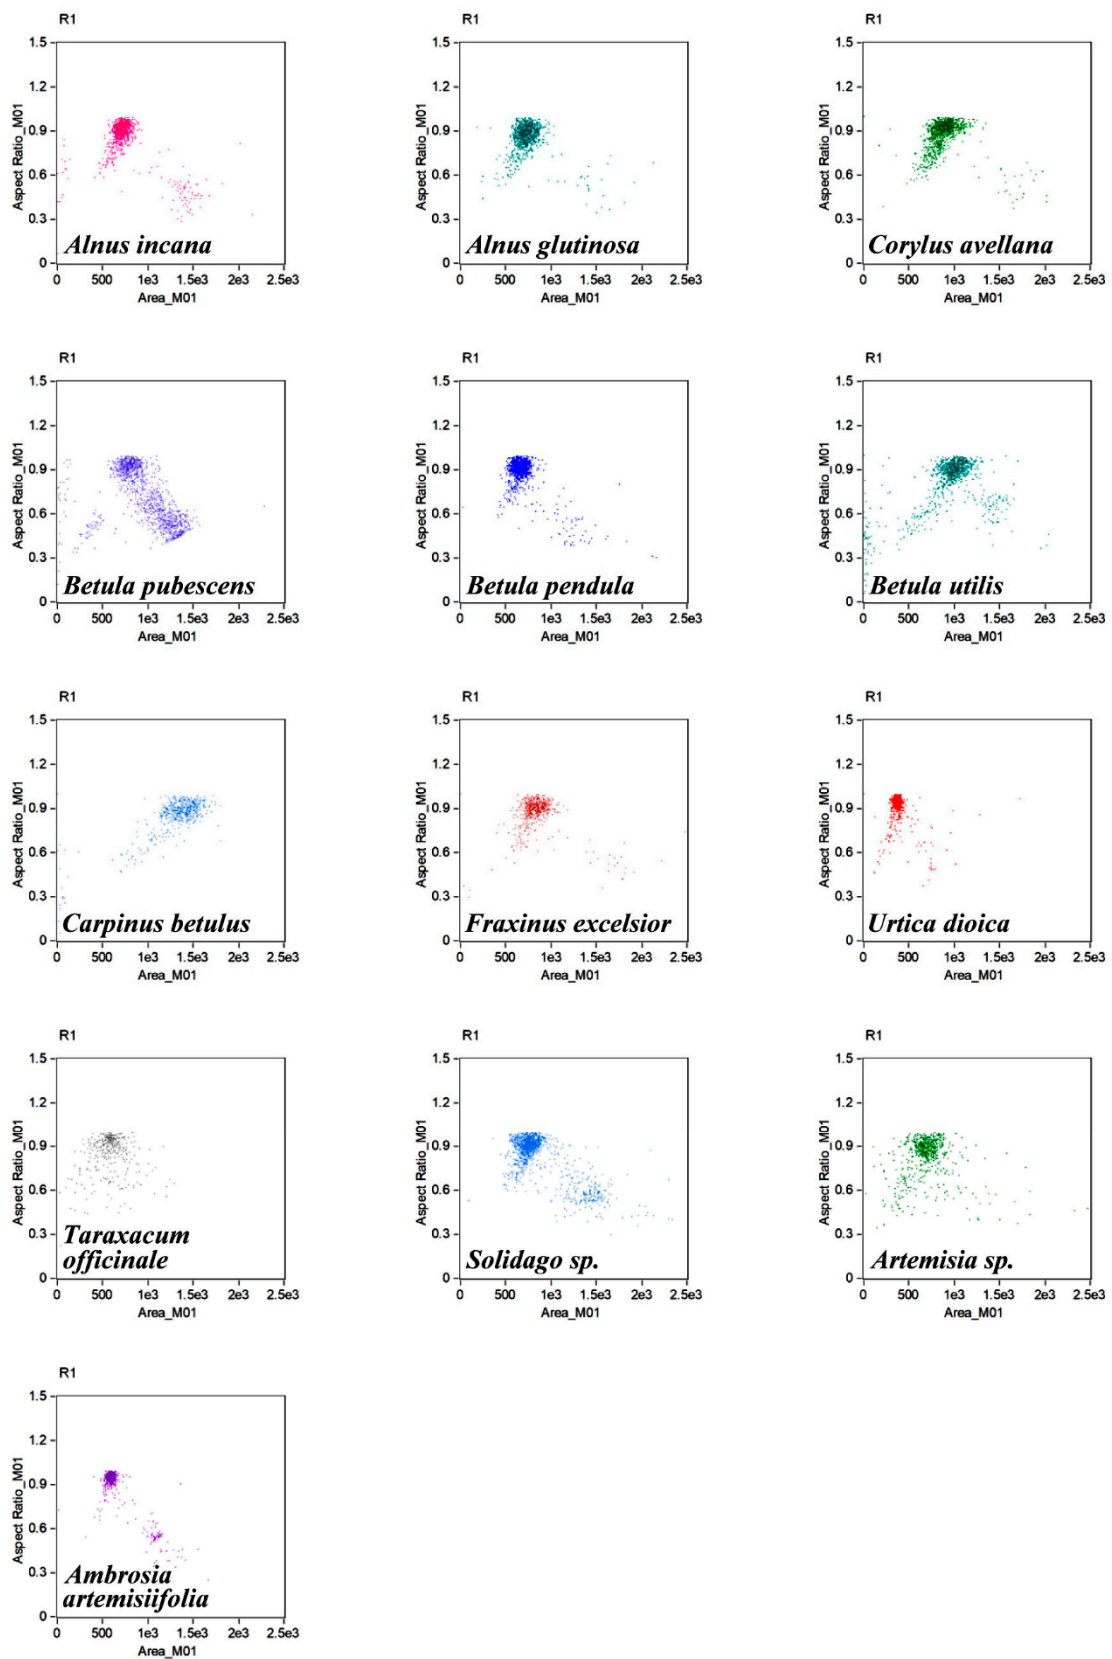 R1
1.5
1.2
0.9
0.6
0.3
0
Aspect Ratio_M01
Alnus incana
0 500 1e3 1.5e3 2e3 2.5e3
Area_M01
R1
1.5
1.2
0.9
0.6
0.3
0
Aspect Ratio_M01
Alnus glutinosa
0 500 1e3 1.5e3 2e3 2.5e3
Area_M01
R1
1.5
1.2
0.9
0.6
0.3
0
Aspect Ratio_M01
Corylus avellana
0 500 1e3 1.5e3 2e3 2.5e3
Area_M01
R1
1.5
1.2
0.9
0.6
0.3
0
Aspect Ratio_M01
Betula pubescens
0 500 1e3 1.5e3 2e3 2.5e3
Area_M01
R1
1.5
1.2
0.9
0.6
0.3
0
Aspect Ratio_M01
Betula pendula
0 500 1e3 1.5e3 2e3 2.5e3
Area_M01
R1
1.5
1.2
0.9
0.6
0.3
0
Aspect Ratio_M01
Betula utilis
0 500 1e3 1.5e3 2e3 2.5e3
Area_M01
R1
1.5
1.2
0.9
0.6
0.3
0
Aspect Ratio_M01
Carpinus betulus
0 500 1e3 1.5e3 2e3 2.5e3
Area_M01
R1
1.5
1.2
0.9
0.6
0.3
0
Aspect Ratio_M01
Fraxinus excelsior
0 500 1e3 1.5e3 2e3 2.5e3
Area_M01
R1
1.5
1.2
0.9
0.6
0.3
0
Aspect Ratio_M01
Urtica dioica
0 500 1e3 1.5e3 2e3 2.5e3
Area_M01
R1
1.5
1.2
0.9
0.6
0.3
0
Aspect Ratio_M01
Taraxacum
officinale
0 500 1e3 1.5e3 2e3 2.5e3
Area_M01
R1
1.5
1.2
0.9
0.6
0.3
0
Aspect Ratio_M01
Solidago sp.
0 500 1e3 1.5e3 2e3 2.5e3
Area_M01
R1
1.5
1.2
0.9
0.6
0.3
0
Aspect Ratio_M01
Artemisia sp.
0 500 1e3 1.5e3 2e3 2.5e3
Area_M01
R1
1.5
1.2
0.9
0.6
0.3
0
Aspect Ratio_M01
Ambrosia
artemisiifolia
0 500 1e3 1.5e3 2e3 2.5e3
Area_M01